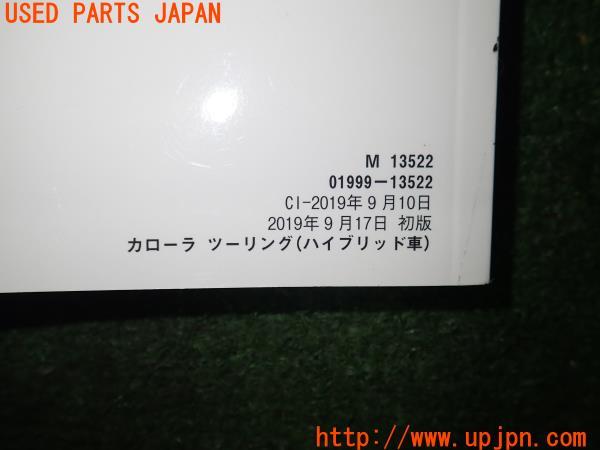 USED PARTS JAPAN
M 13522
01999-13522
CI-2019年9月10日
2019年9月17日 初版
カローラ ツーリング(ハイブリッド車)
http://www.upjpn.com